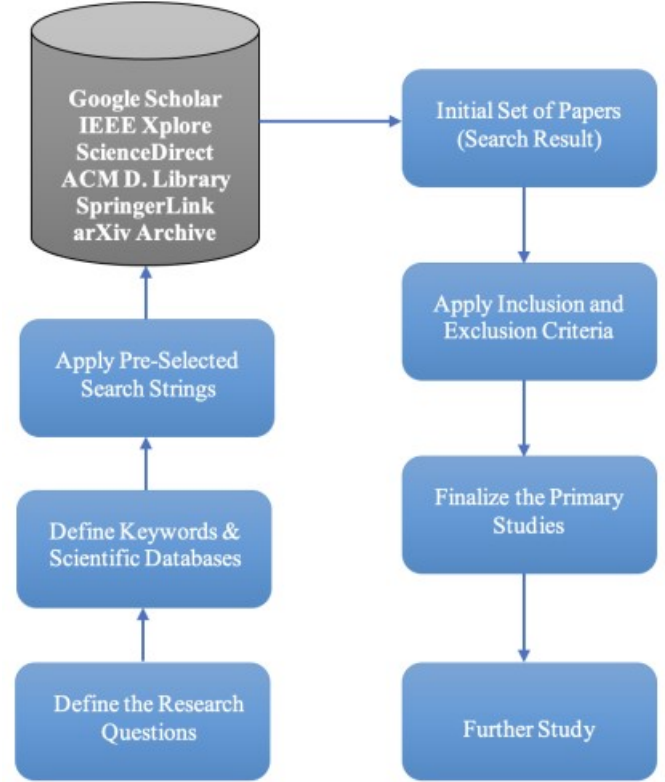 Google Scholar
IEEE Xplore
ScienceDirect
ACM D. Library
SpringerLink
arXiv Archive
Initial Set of Papers
(Search Result)
Apply Pre-Selected
Search Strings
Apply Inclusion and
Exclusion Criteria
Define Keywords &
Scientific Databases
Finalize the Primary
Studies
Define the Research
Questions
Further Study